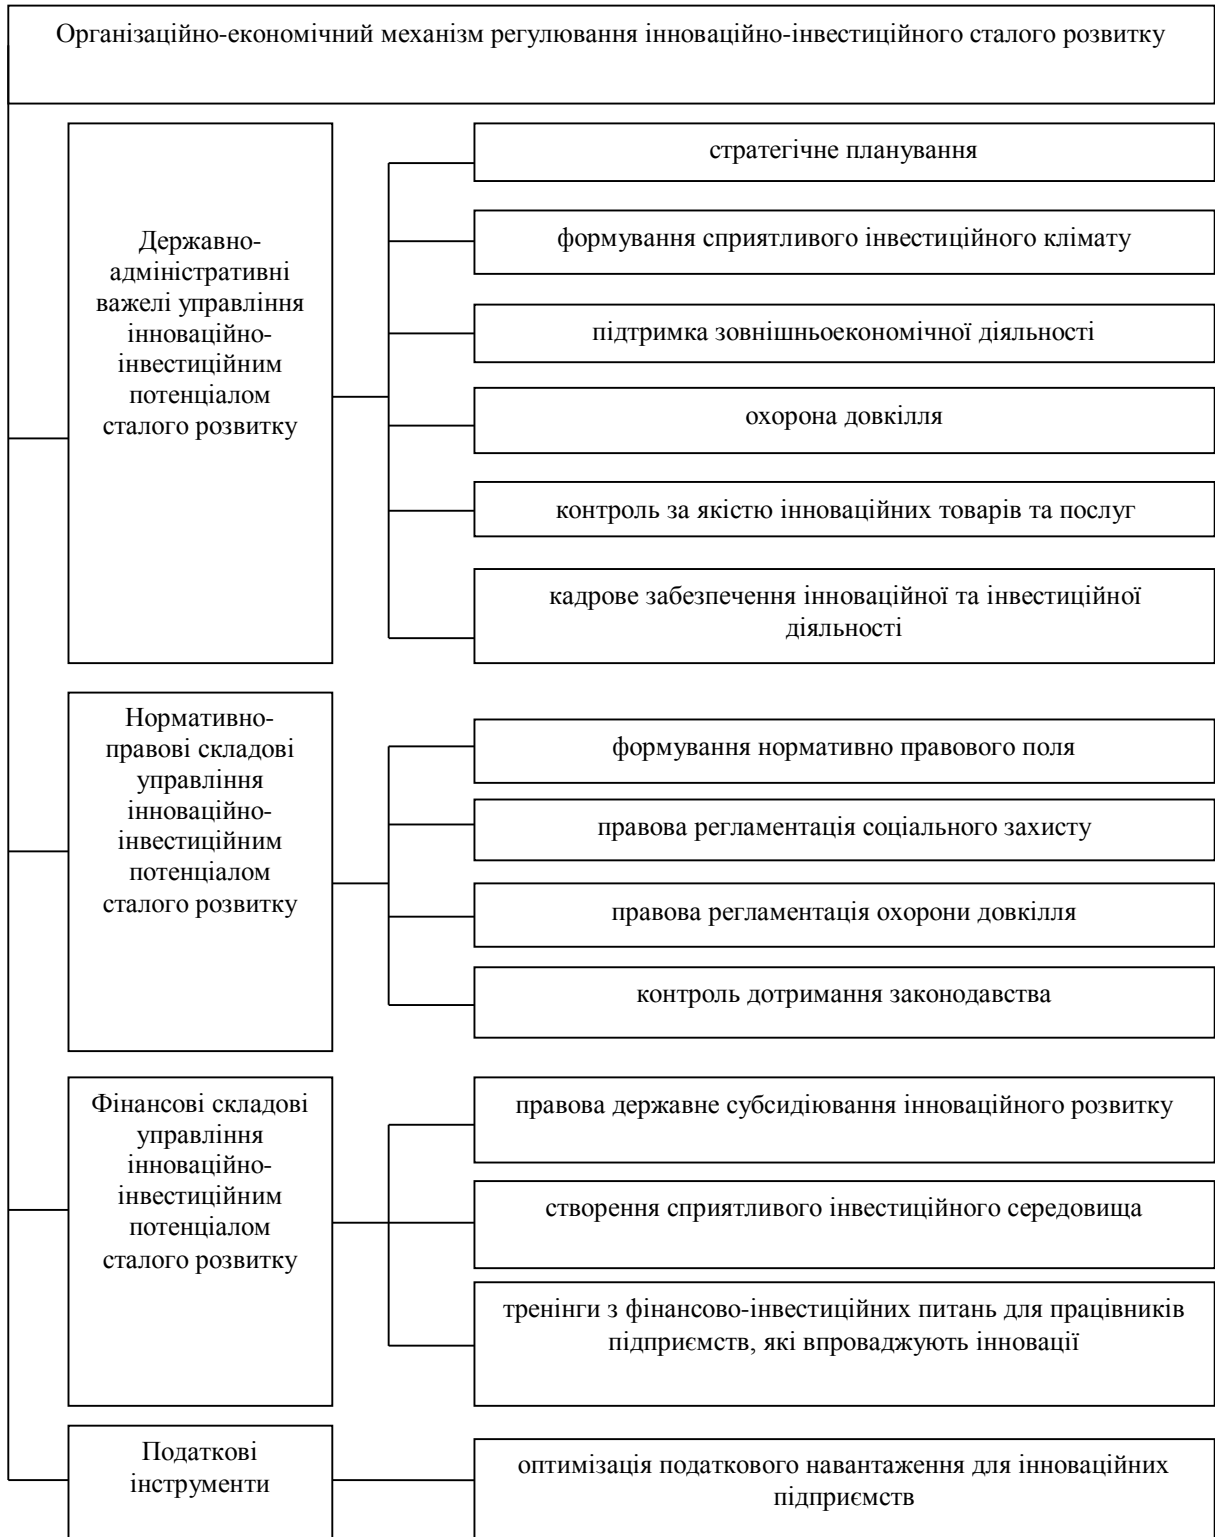 Організаційно-економічний механізм регулювання інноваційно-інвестиційного сталого розвитку
Державно-
адміністративні
важелі управління
інноваційно-
інвестиційним
потенціалом
сталого розвитку
стратегічне планування
формування сприятливого інвестиційного клімату
підтримка зовнішньоекономічної діяльності
охорона довкілля
контроль за якістю інноваційних товарів та послуг
кадрове забезпечення інноваційної та інвестиційної
діяльності
Нормативно-
правові складові
управління
інноваційно-
інвестиційним
потенціалом
сталого розвитку
формування нормативно правового поля
правова регламентація соціального захисту
правова регламентація охорони довкілля
контроль дотримання законодавства
Фінансові складові
управління
інноваційно-
інвестиційним
потенціалом
сталого розвитку
правова державне субсидіювання інноваційного розвитку
створення сприятливого інвестиційного середовища
тренінги з фінансово-інвестиційних питань для працівників
підприємств, які впроваджують інновації
Податкові
інструменти
оптимізація податкового навантаження для інноваційних
підприємств